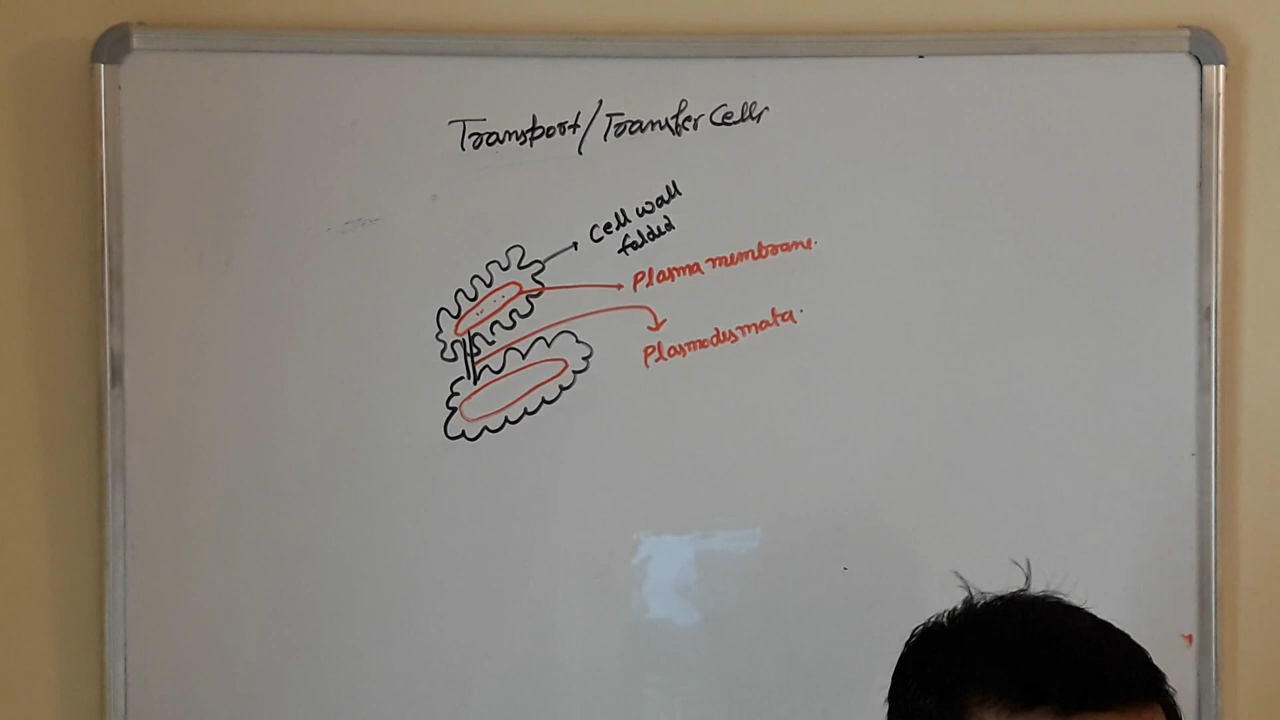 Transport/Transfer Cells
Cell wall
folded
Plasma membrane.
Plasmodesmata.